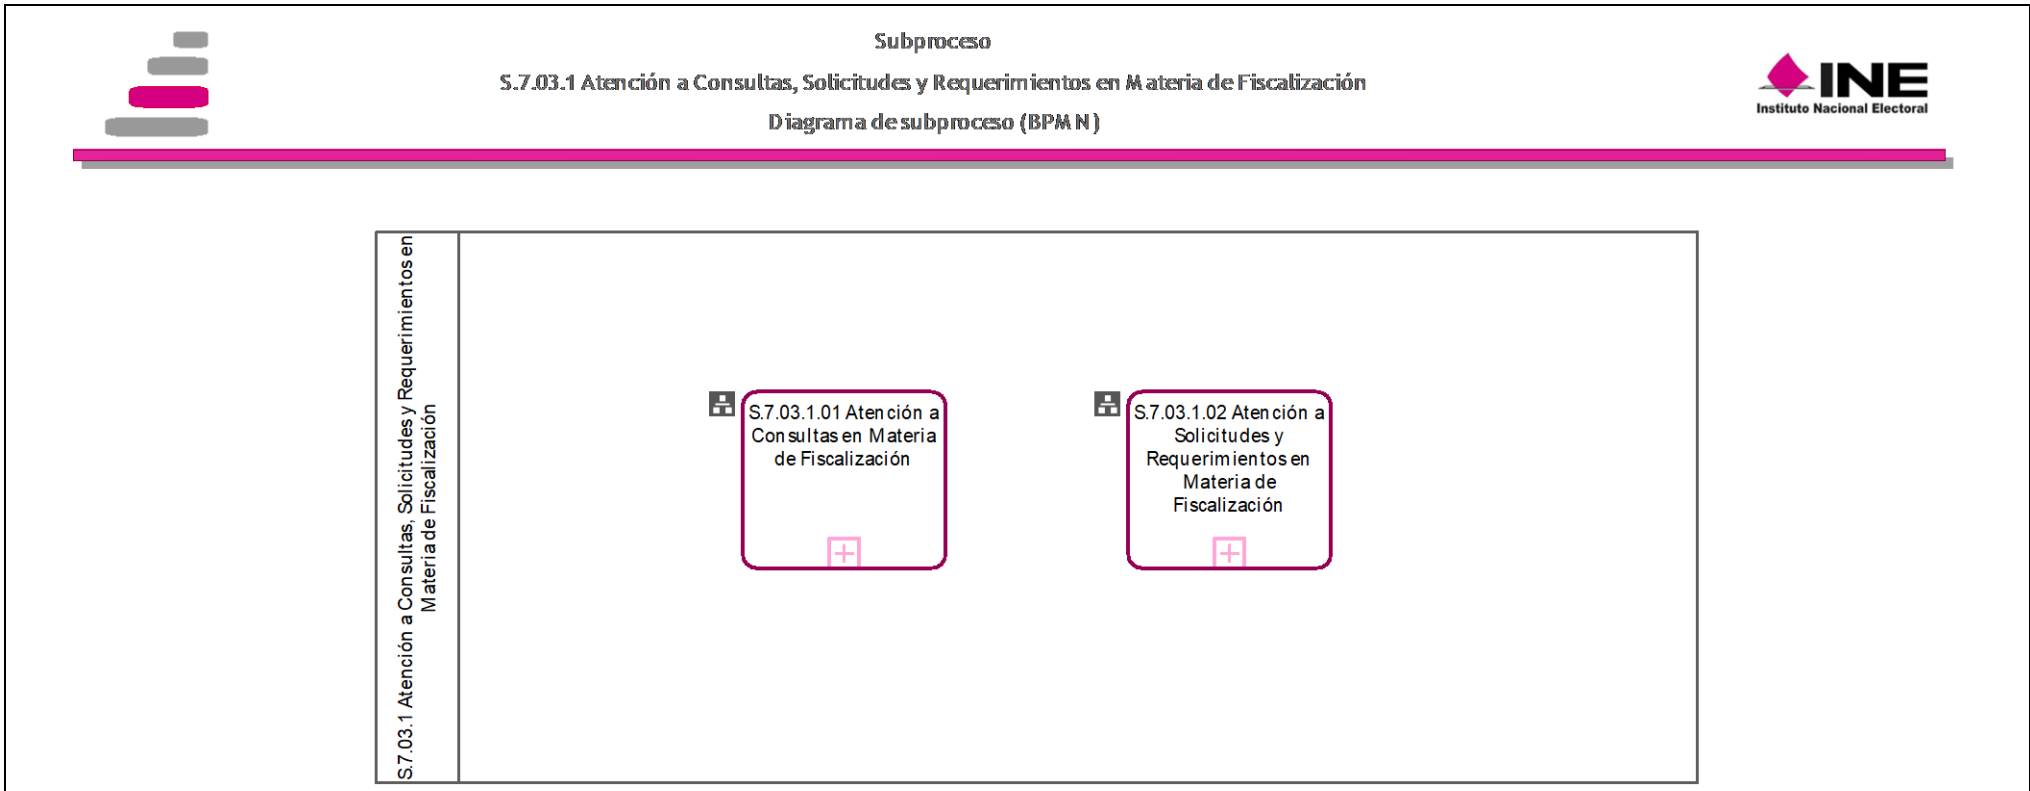 Subproceso
S.7.03.1 Atención a Consultas, Solicitudes y Requerimientos en Materia de Fiscalización
Diagrama de subproceso (BPMN)
INE
Instituto Nacional Electoral
S.7.03.1 Atención a Consultas, Solicitudes y Requerimientos en
Materia de Fiscalización
S.7.03.1.01 Atención a
Consultas en Materia
de Fiscalización
S.7.03.1.02 Atención a
Solicitudes y
Requerimientos en
Materia de
Fiscalización